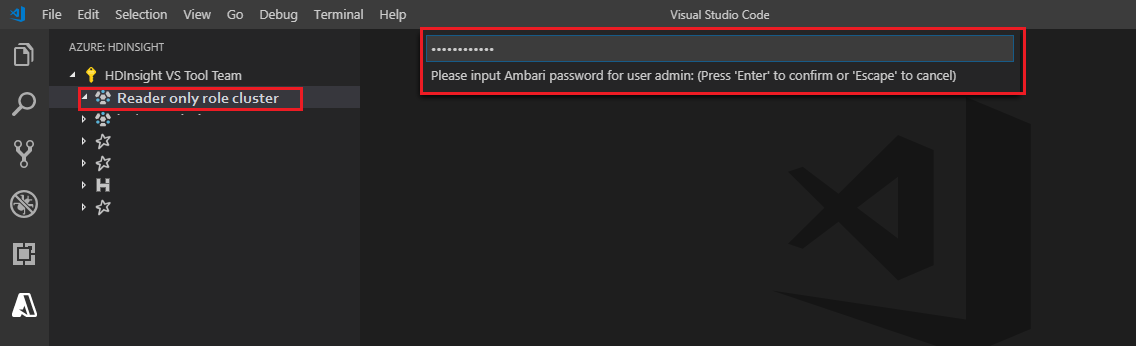 File Edit Selection View Go Debug Terminal Help Visual Studio Code
AZURE: HDINSIGHT
••••••••••••
HDInsight VS Tool Team
Please input Ambari password for user admin: (Press 'Enter' to confirm or 'Escape' to cancel)
Reader only role cluster